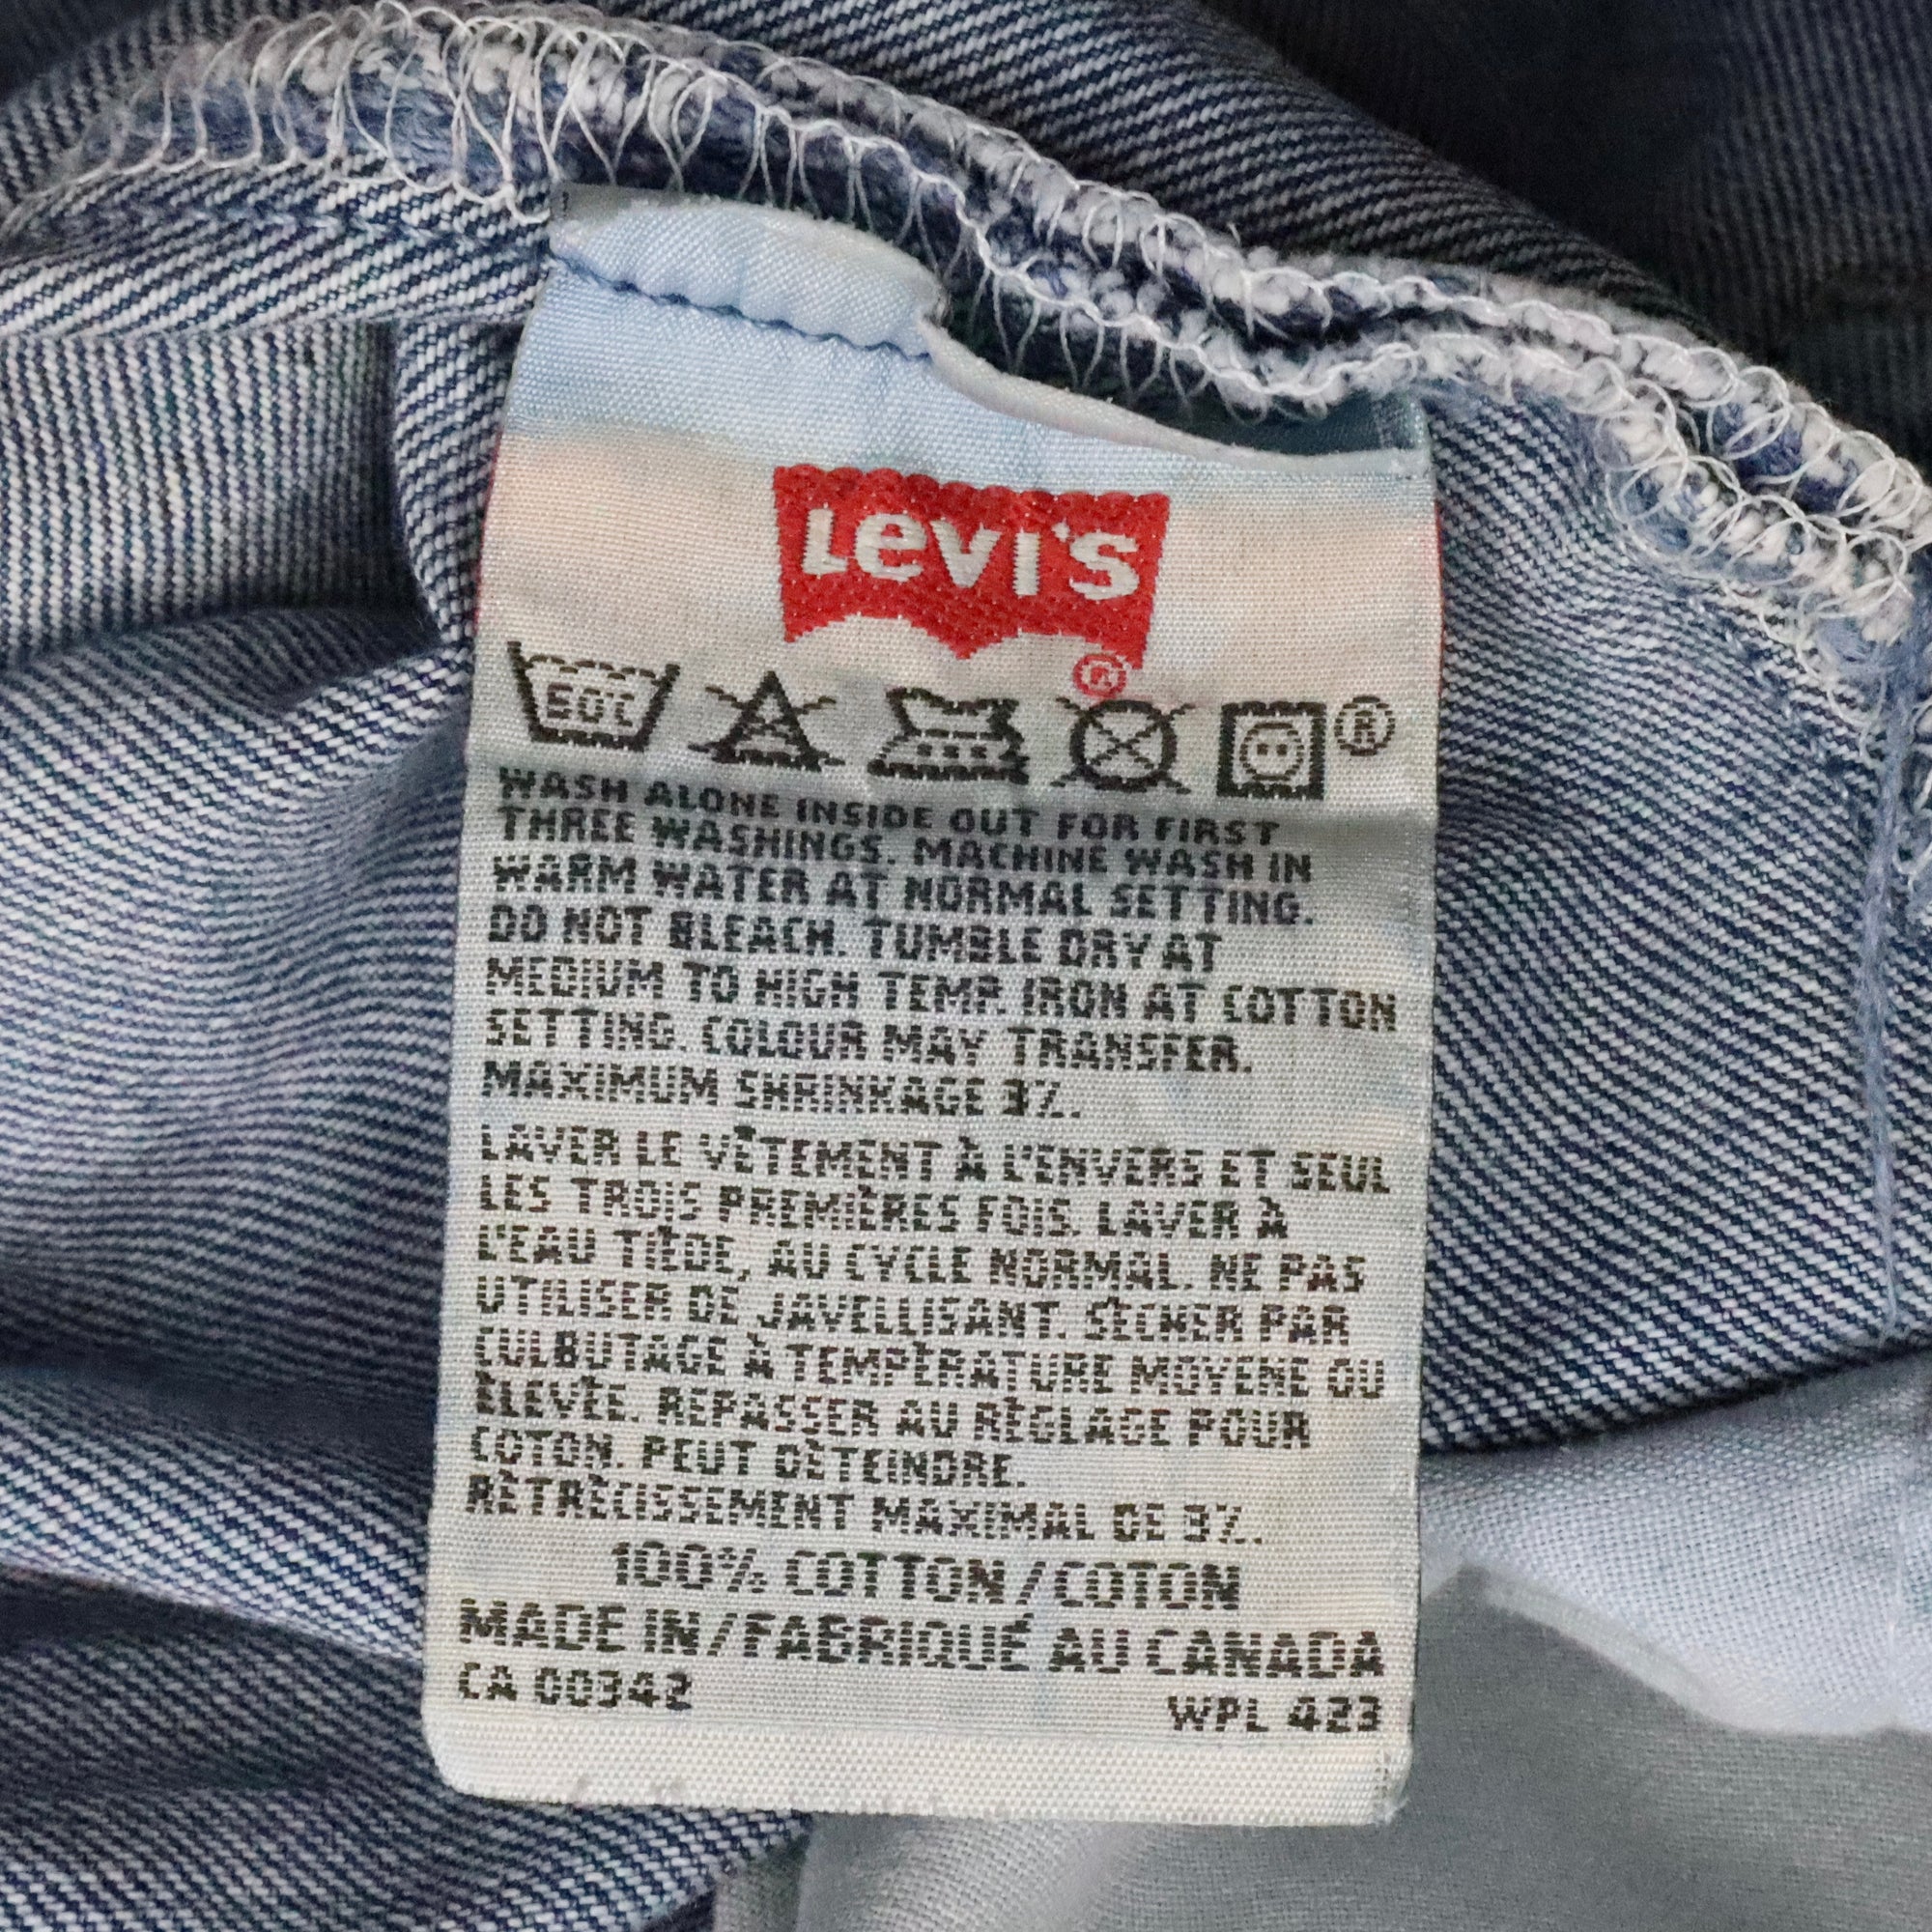 Levi's
®
50°C
®
WASH ALONE INSIDE OUT FOR FIRST
THREE WASHINGS. MACHINE WASH IN
WARM WATER AT NORMAL SETTING.
DO NOT BLEACH. TUMBLE DRY AT
MEDIUM TO HIGH TEMP. IRON AT COTTON
SETTING. COLOUR MAY TRANSFER.
MAXIMUM SHRINKAGE 3%.
LAVER LE VÊTEMENT À L'ENVERS ET SEUL
LES TROIS PREMIÈRES FOIS. LAVER À
L'EAU TIÈDE, AU CYCLE NORMAL. NE PAS
UTILISER DE JAVELLISANT. SÉCHER PAR
CULBUTAGE À TEMPÉRATURE MOYENE OU
ÉLEVÉE. REPASSER AU RÉGLAGE POUR
COTON. PEUT DÉTEINDRE.
RÉTRÉCISSEMENT MAXIMAL DE 3%.
100% COTTON/COTON
MADE IN/FABRIQUÉ AU CANADA
CA 00342 WPL 423